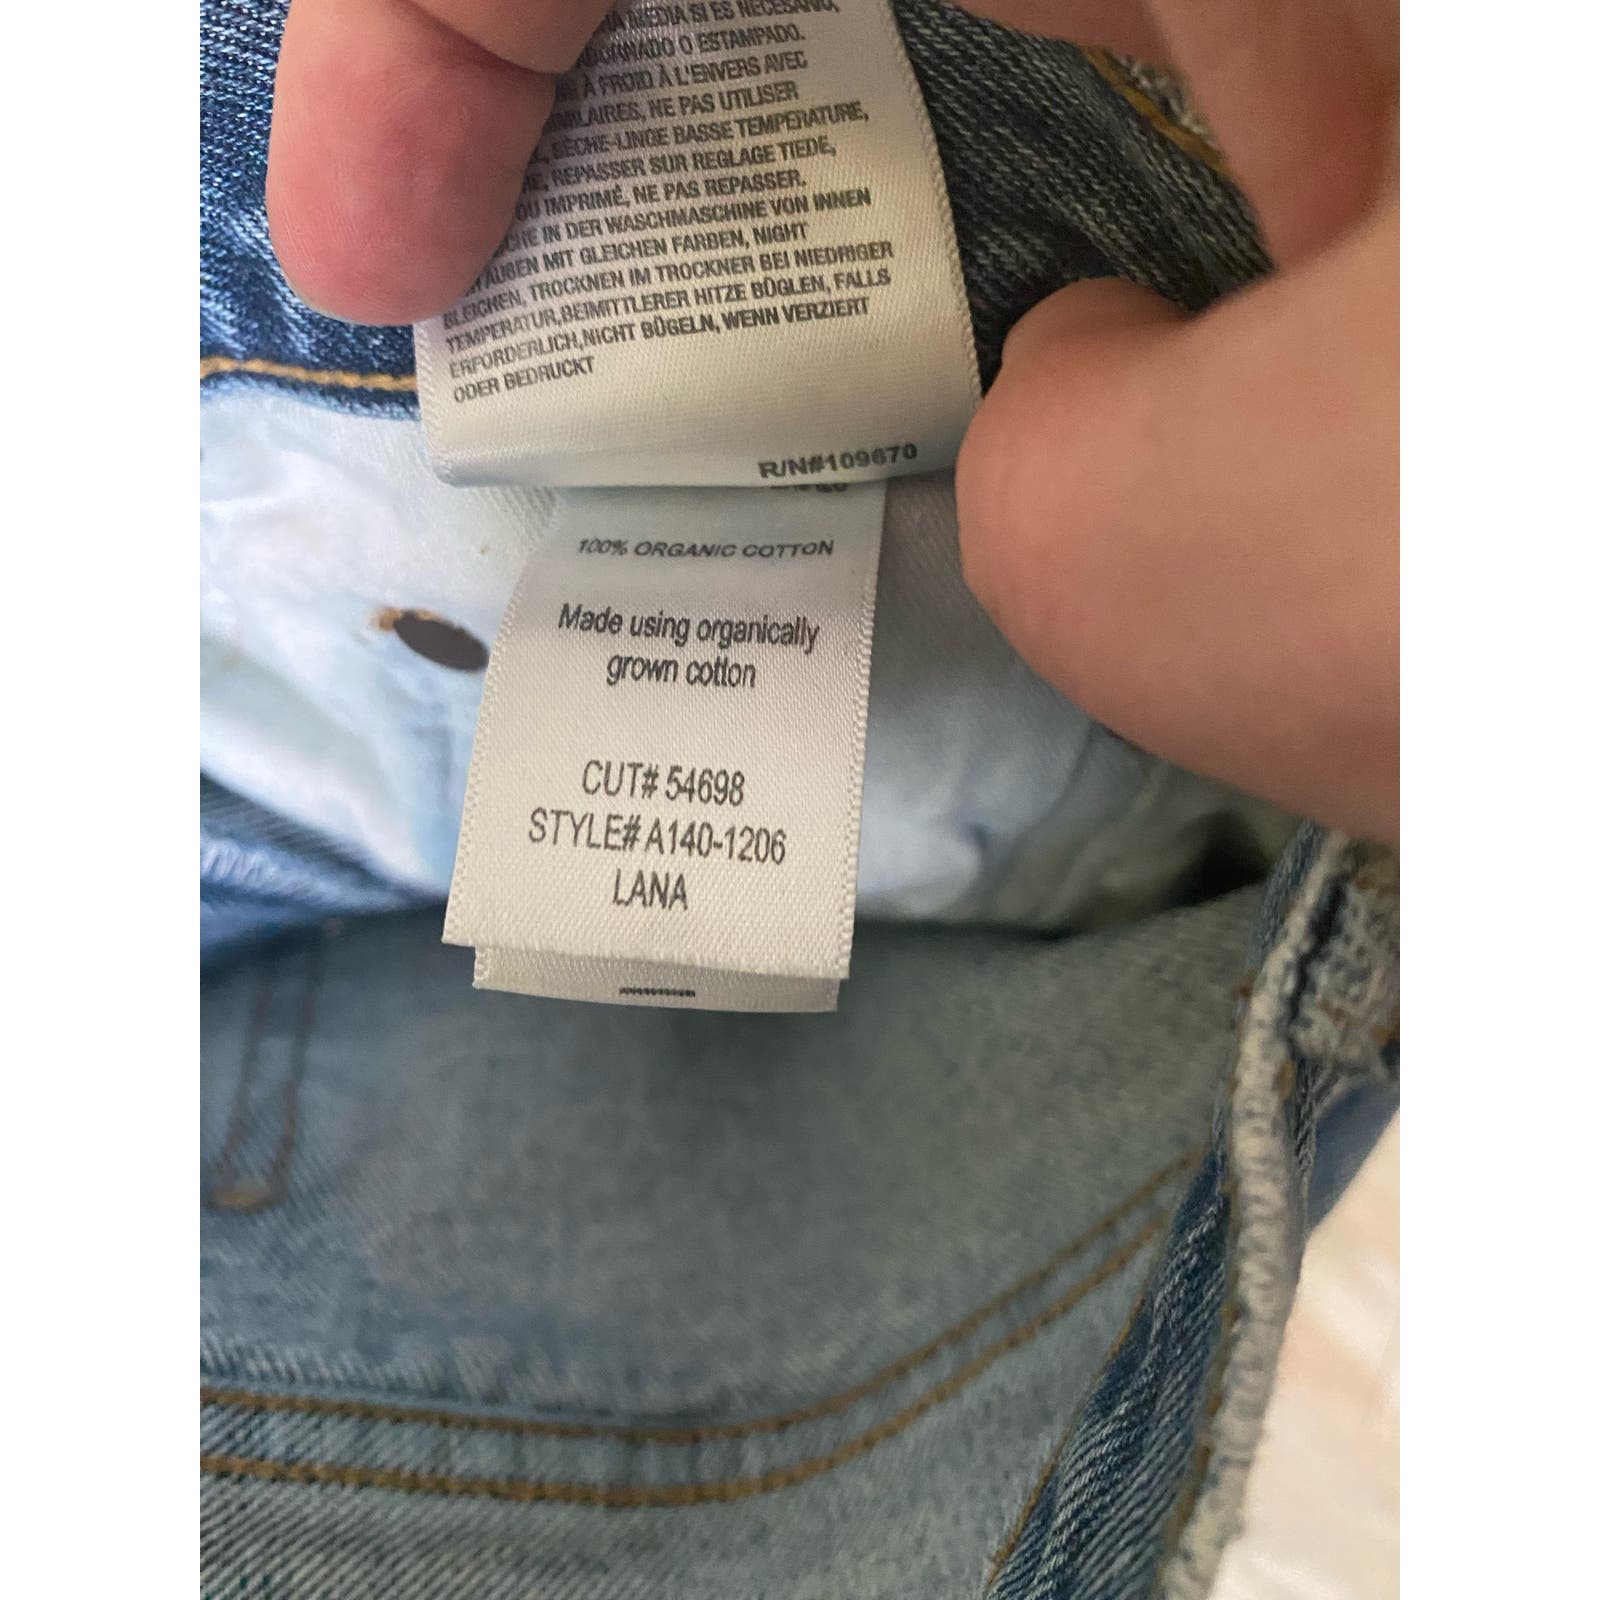 MEDIA SI ES NECESARIO,
O ESTAMPADO.
À FROID À L'ENVERS AVEC
NE PAS UTILISER
SÈCHE-LINGE BASSE TEMPERATURE,
REPASSER SUR REGLAGE TIEDE,
OU IMPRIMÉ, NE PAS REPASSER.
IN DER WASCHMASCHINE VON INNEN
AUßEN MIT GLEICHEN FARBEN, NIGHT
BLEICHEN, TROCKNEN IM TROCKNER BEI NIEDRIGER
TEMPERATUR,BEIMITTLERER HITZE BÜGLEN, FALLS
ERFORDERLICH,NICHT BÜGELN, WENN VERZIERT
ODER BEDRUCKT
R/N#109670
100% ORGANIC COTTON
Made using organically
grown cotton
CUT# 54698
STYLE# A140-1206
LANA